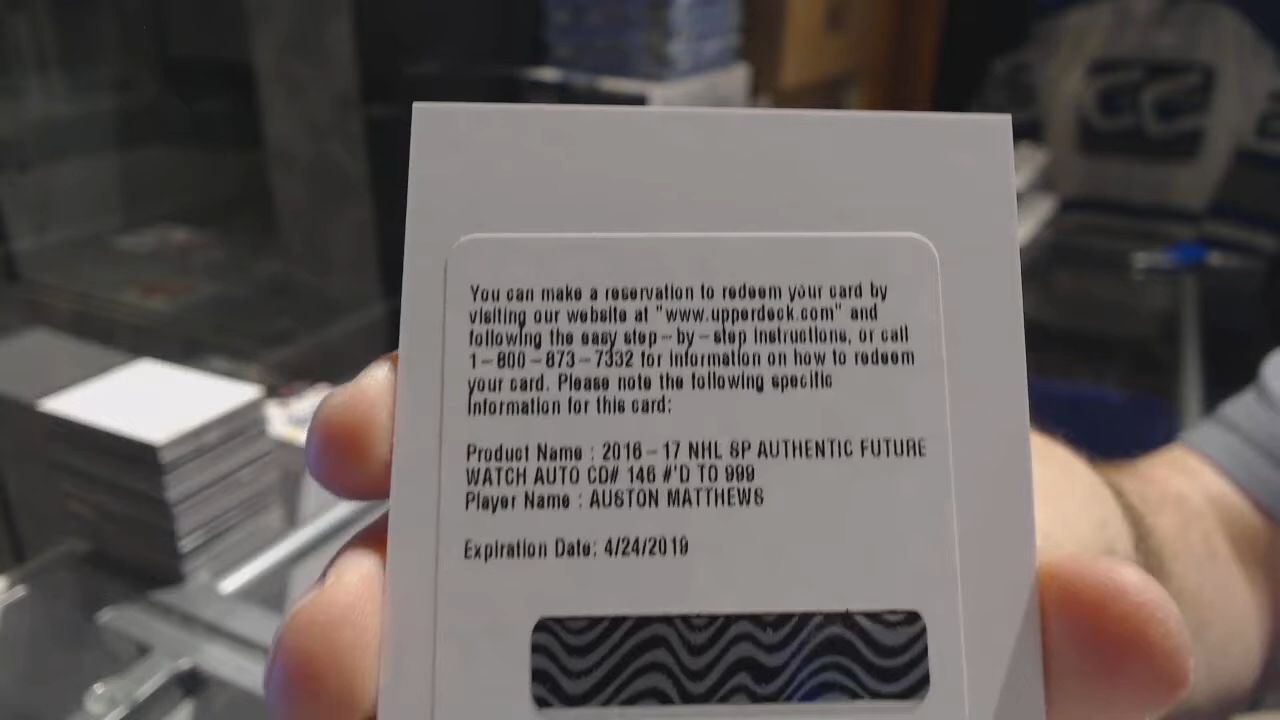 You can make a reservation to redeem your card by
visiting our website at "www.upperdeck.com" and
following the easy step-by-step instructions, or call
1-800-873-7332 for information on how to redeem
your card. Please note the following specific
information for this card:
Product Name : 2016-17 NHL SP AUTHENTIC FUTURE
WATCH AUTO CD# 146 #'D TO 999
Player Name : AUSTON MATTHEWS
Expiration Date: 4/24/2019